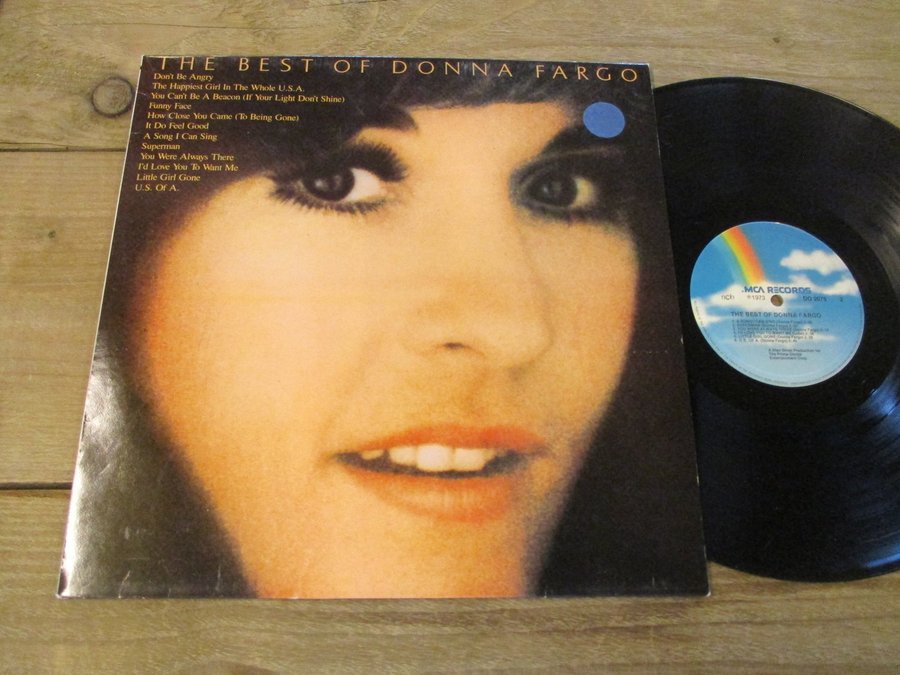 THE BEST OF DONNA FARGO
Don't Be Angry
The Happiest Girl In The Whole U.S.A.
You Can't Be A Beacon (If Your Light Don't Shine)
Funny Face
How Close You Came (To Being Gone)
It Do Feel Good
A Song I Can Sing
Superman
You Were Always There
I'd Love You To Want Me
Little Girl Gone
U.S. Of A.
MCA RECORDS
℗1973
2
THE BEST OF DONNA FARGO